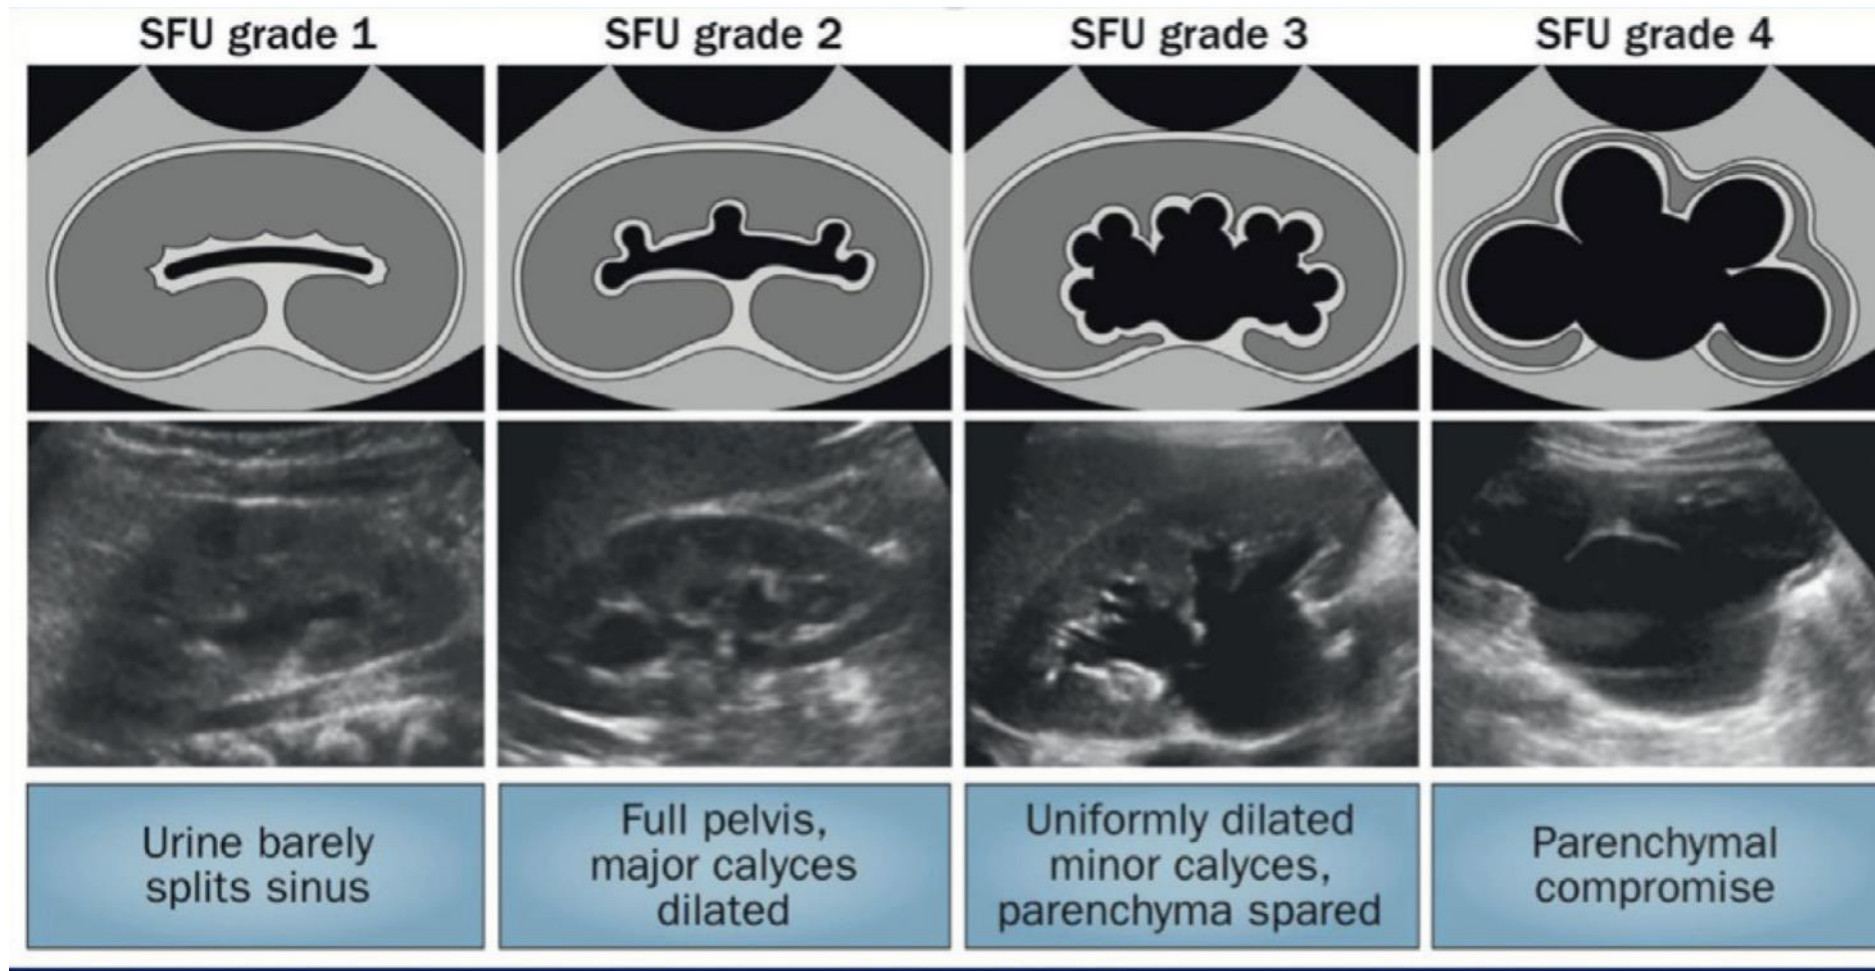 SFU grade 1
SFU grade 2
SFU grade 3
SFU grade 4
Urine barely
splits sinus
Full pelvis,
major calyces
dilated
Uniformly dilated
minor calyces,
parenchyma spared
Parenchymal
compromise